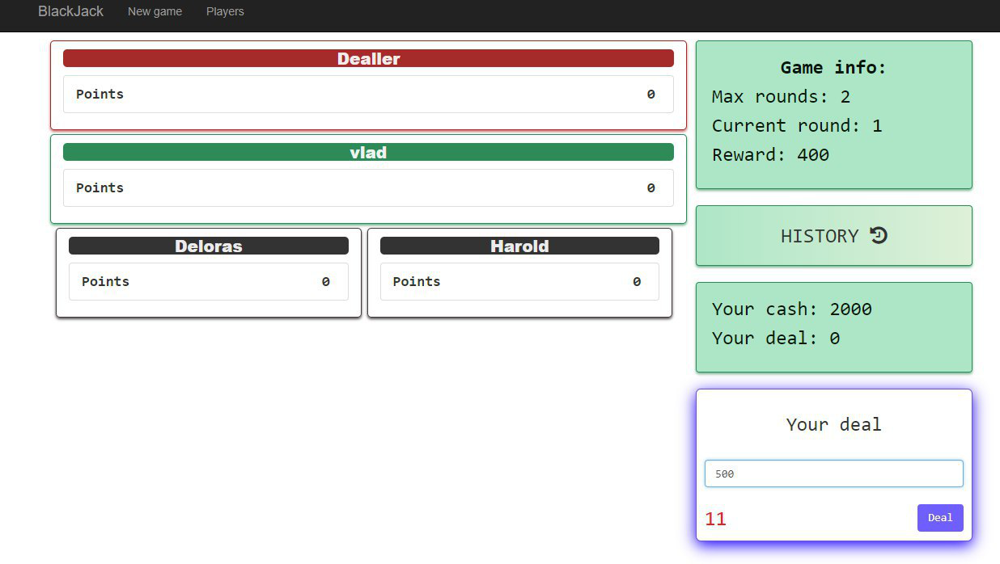 BlackJack New game Players
Dealler
Points 0
vlad
Points 0
Deloras
Points 0
Harold
Points 0
Game info:
Max rounds: 2
Current round: 1
Reward: 400
HISTORY
Your cash: 2000
Your deal: 0
Your deal
500
11 Deal